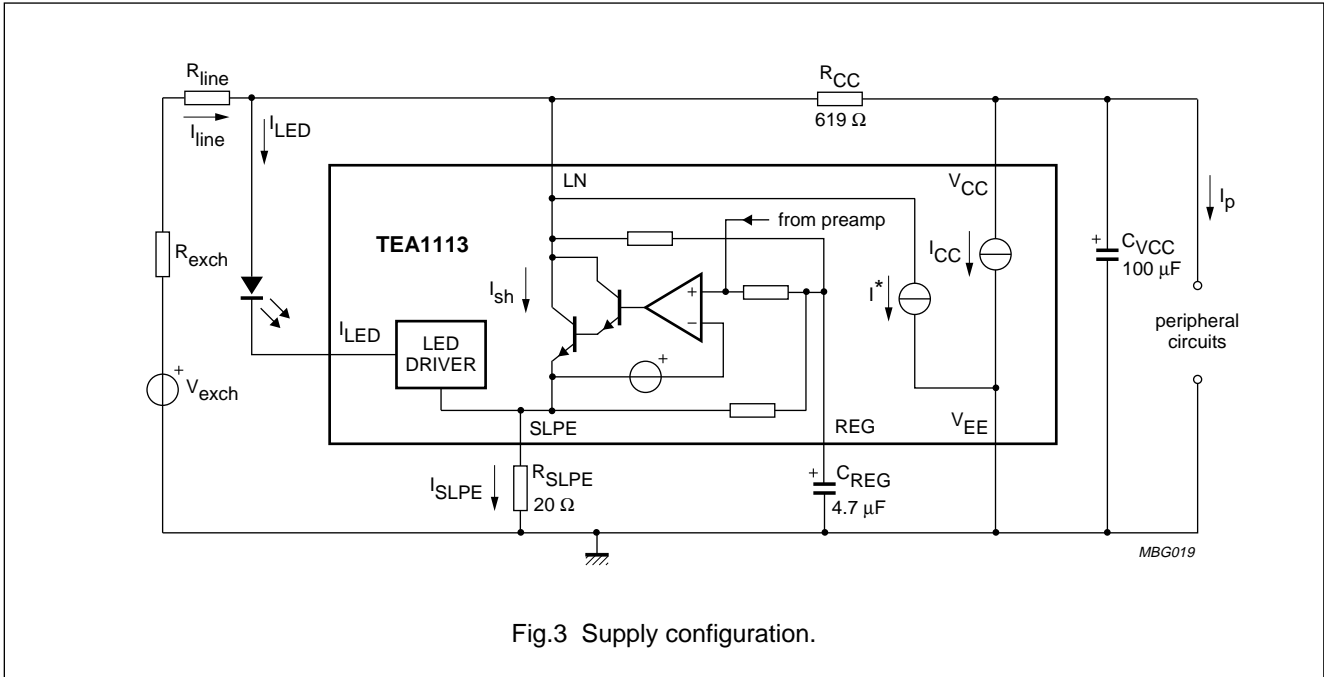 R_line
I_line
I_LED
R_CC
619 Ω
LN
V_CC
I_p
TEA1113
from preamp
R_exch
I_sh
+
−
I*
I_CC
+
C_VCC
100 μF
I_LED
LED
DRIVER
+
peripheral
circuits
+
V_exch
SLPE
REG
V_EE
I_SLPE
R_SLPE
20 Ω
+
C_REG
4.7 μF
MBG019
Fig.3 Supply configuration.